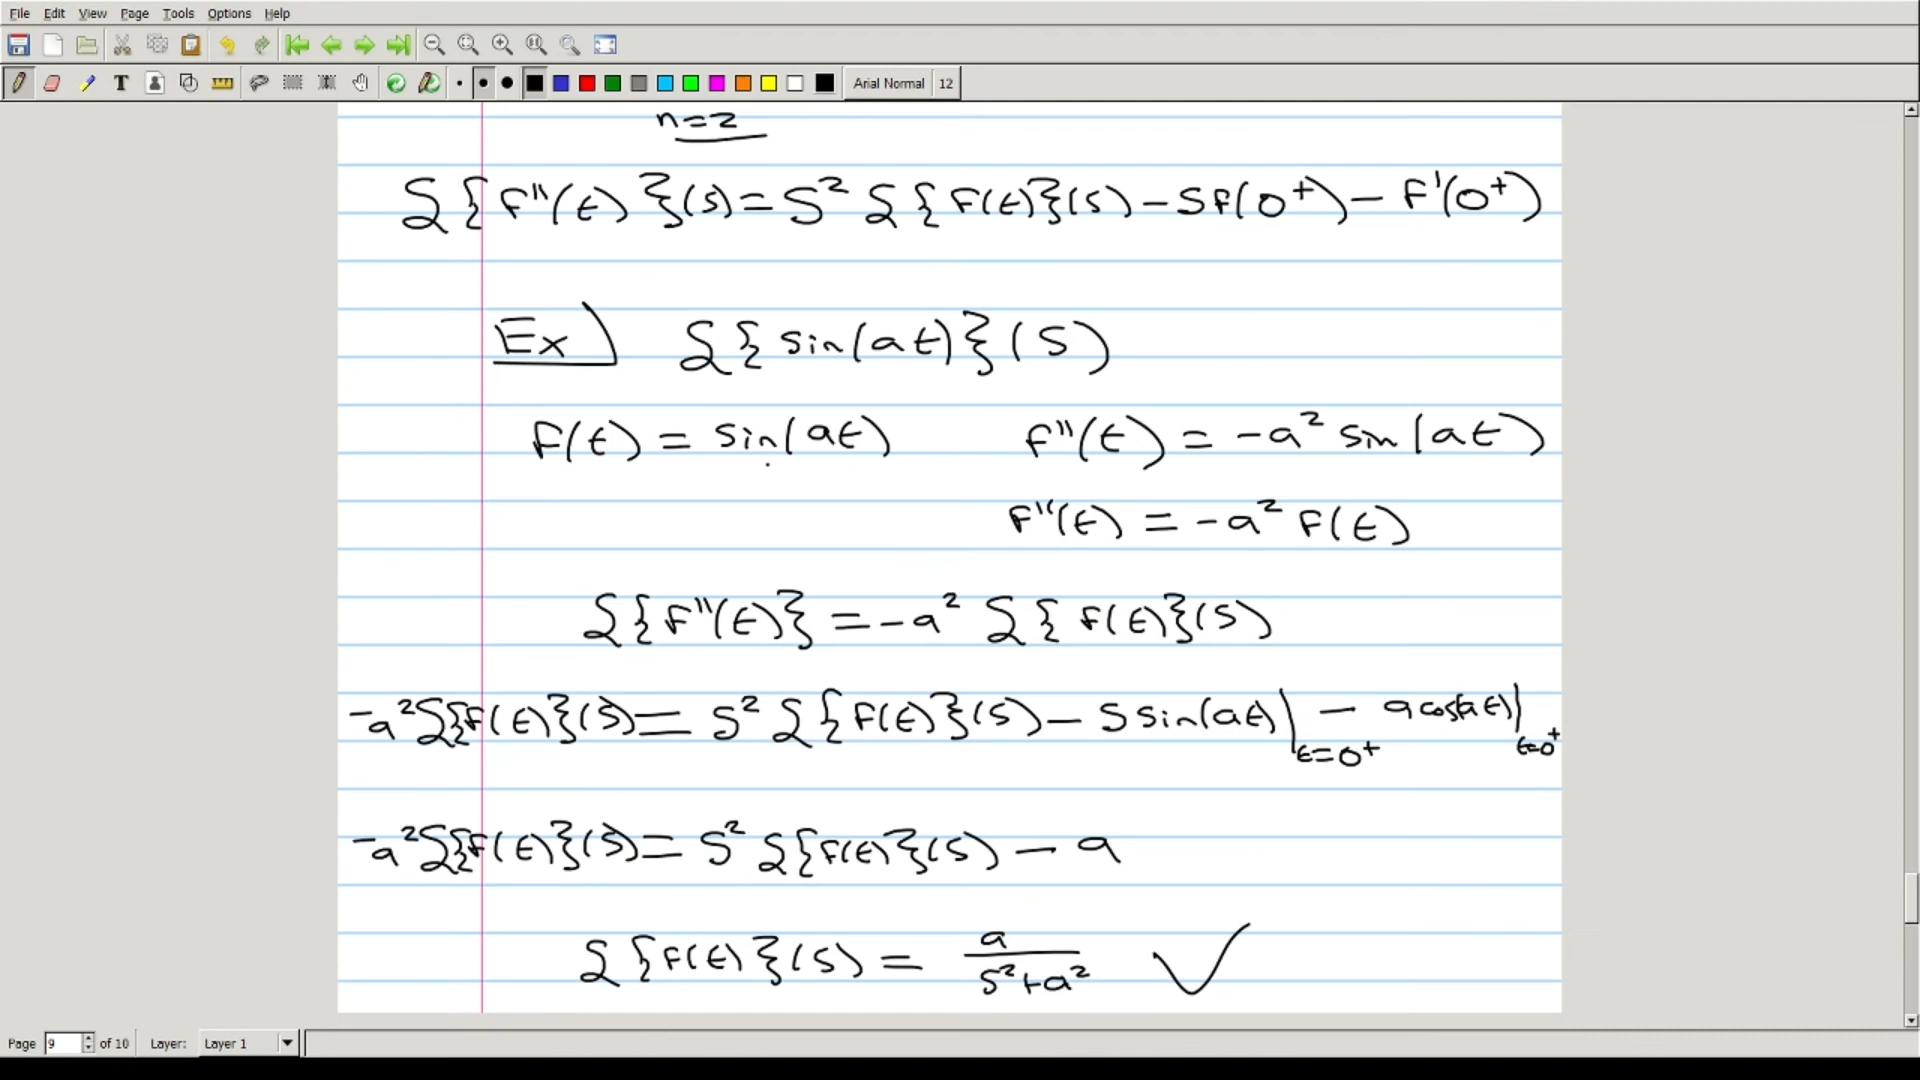 File Edit View Page Tools Options Help
T Arial Normal 12
n=2
ℒ{f''(t)}(s)=s² ℒ{f(t)}(s)-sf(0⁺)-f'(0⁺)
Ex) ℒ{sin(at)}(s)
f(t) = sin(at) f''(t) = -a² sin(at)
f''(t) = -a² f(t)
ℒ{f''(t)} = -a² ℒ{f(t)}(s)
-a²ℒ{f(t)}(s) = s² ℒ{f(t)}(s) - s sin(at)|t=0⁺ - a cos(at)|t=0⁺
-a²ℒ{f(t)}(s) = s² ℒ{f(t)}(s) - a
ℒ{f(t)}(s) = a/(s²+a²) ✓
Page 9 of 10 Layer: Layer 1